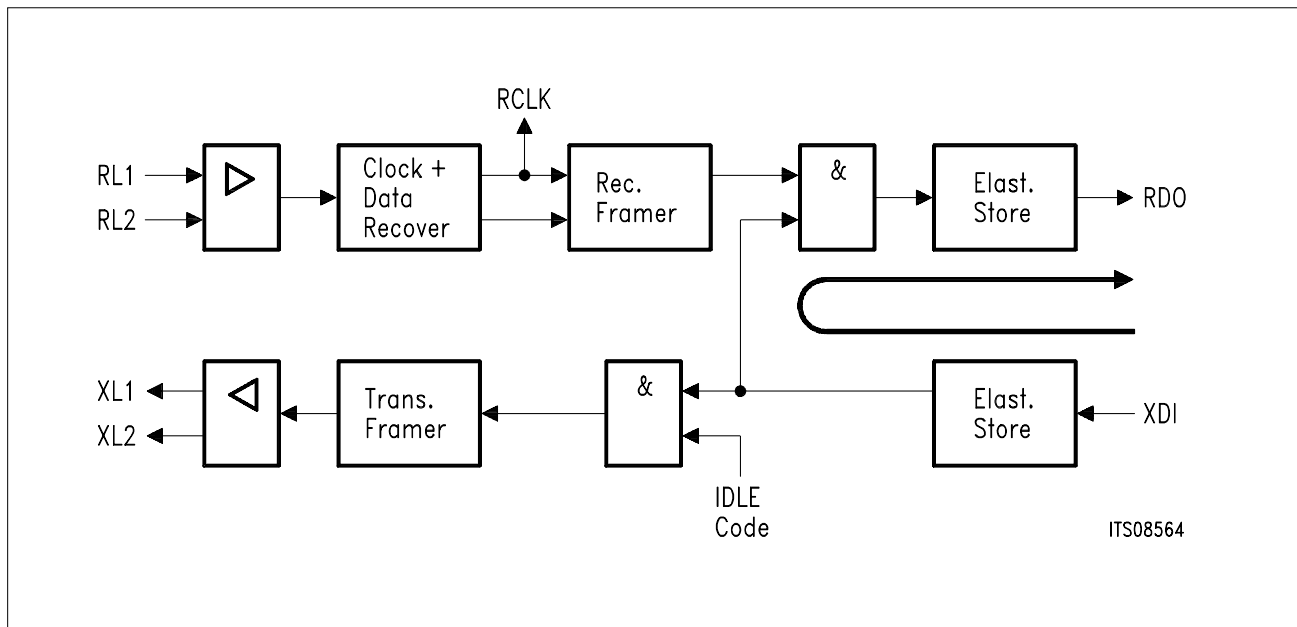 RCLK
RL1
RL2
Clock +
Data
Recover
Rec.
Framer
&
Elast.
Store
RDO
XL1
XL2
Trans.
Framer
&
IDLE
Code
Elast.
Store
XDI
ITS08564